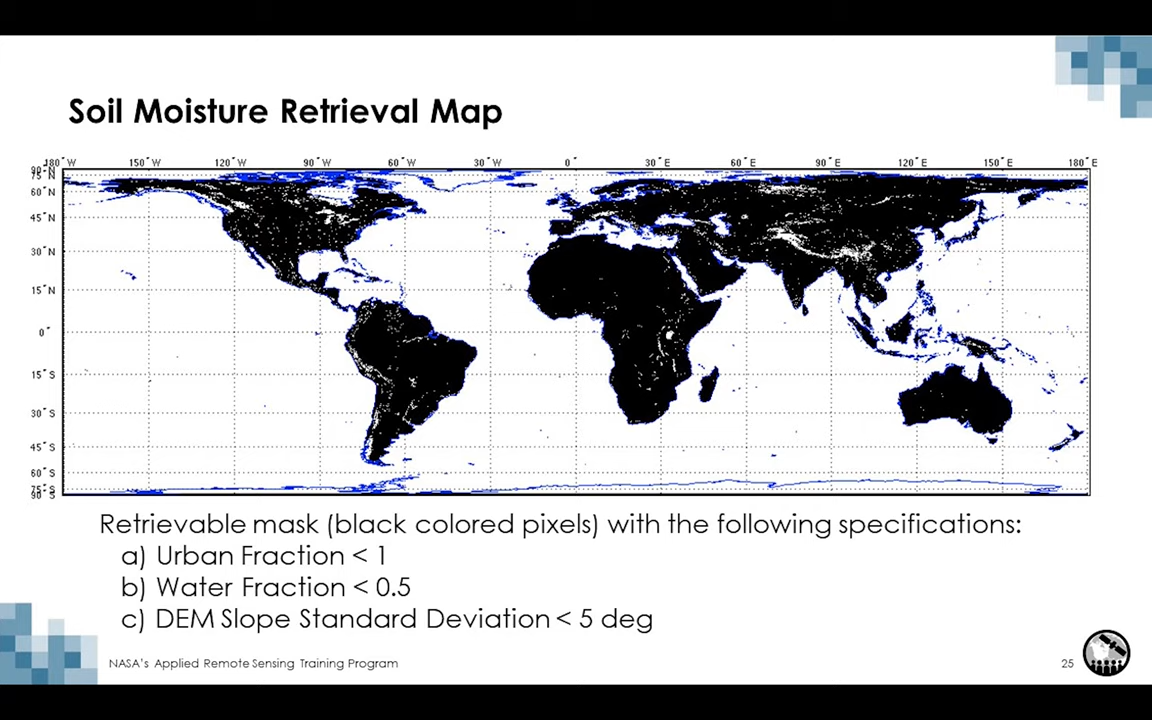 Soil Moisture Retrieval Map
180°W 150°W 120°W 90°W 60°W 30°W 0° 30°E 60°E 90°E 120°E 150°E 180°E
90°N
75°N
60°N
45°N
30°N
15°N
0°
15°S
30°S
45°S
60°S
75°S
90°S
Retrievable mask (black colored pixels) with the following specifications:
a) Urban Fraction < 1
b) Water Fraction < 0.5
c) DEM Slope Standard Deviation < 5 deg
NASA's Applied Remote Sensing Training Program
25